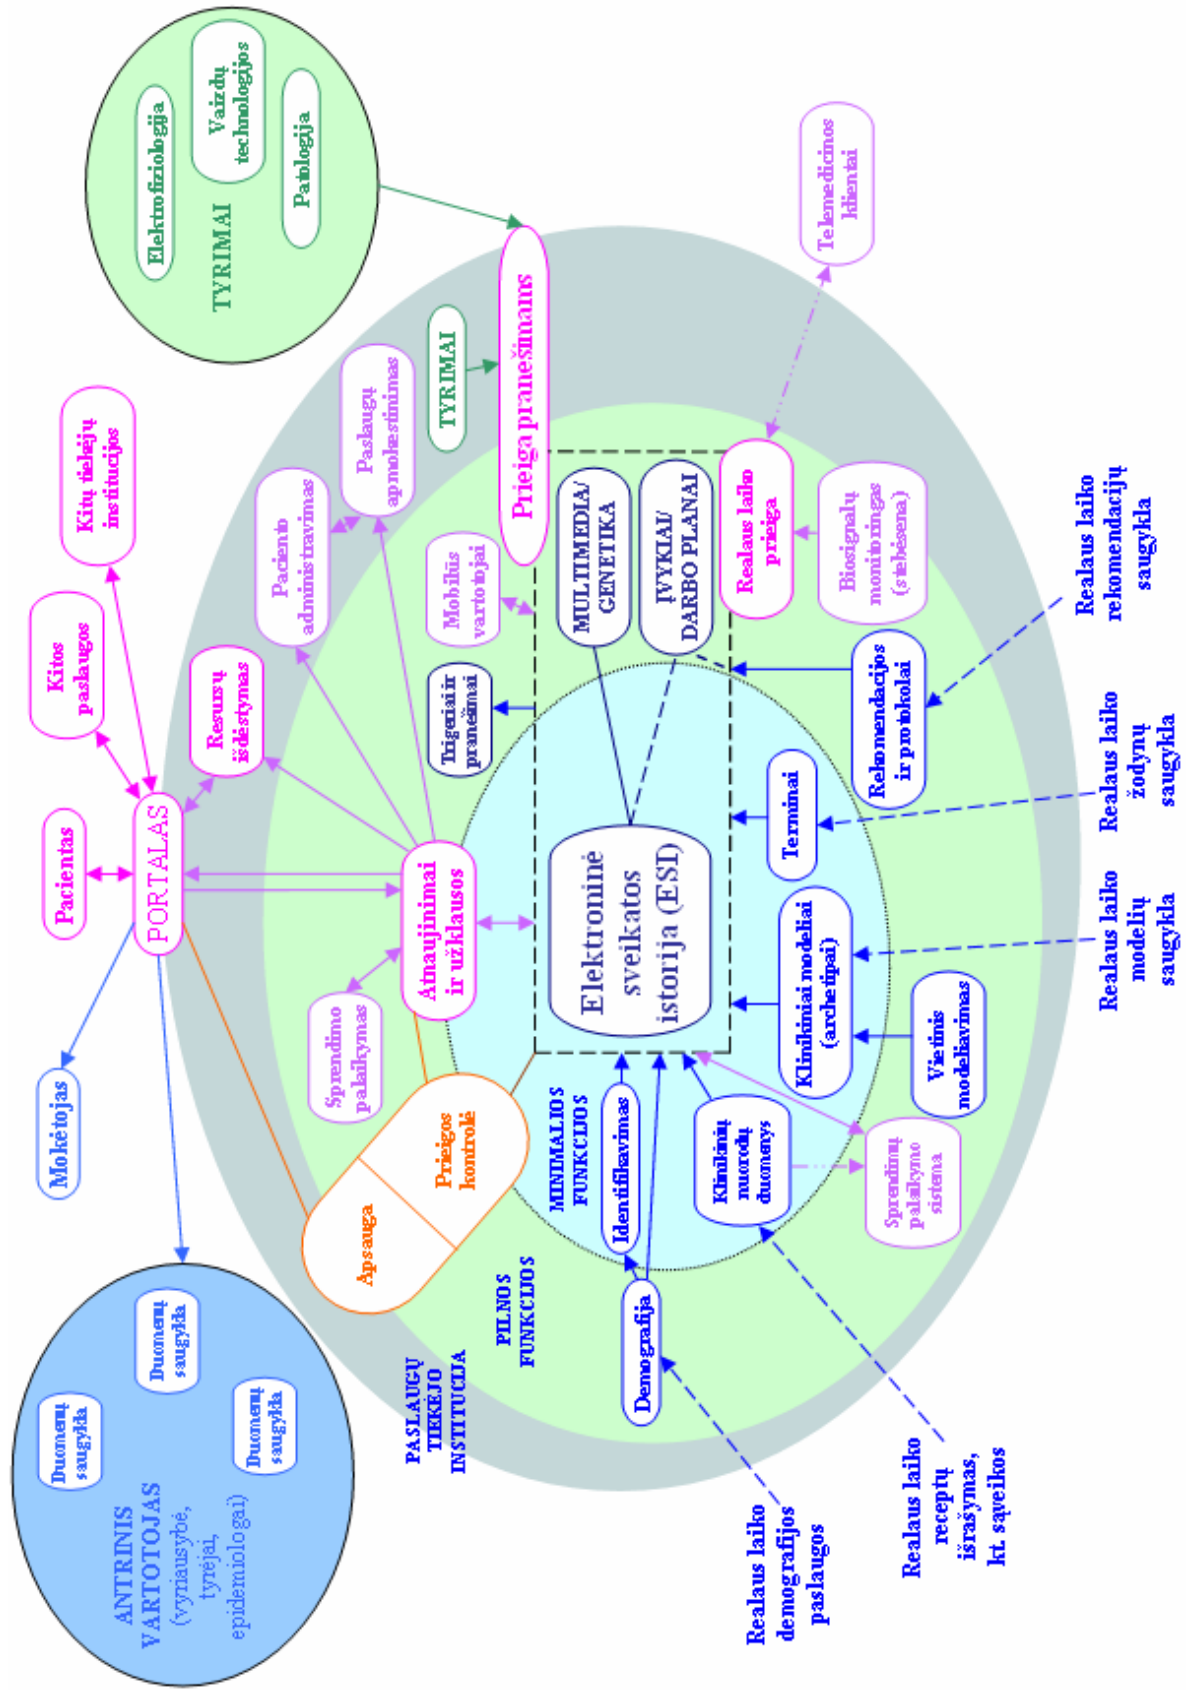 ANTRINIS
VARTOTOJAS
(vyriausybė,
tyrėjai,
epidemiologai)
Duomenų
saugykla
Duomenų
saugykla
Duomenų
saugykla
Mokėtojas
Pacientas
PORTALAS
Kitos
paslaugos
Kitų tiekėjų
institucijos
Elektrofiziologija
Vaizdų
technologijos
Patologija
TYRIMAI
Resursų
išdėstymas
Paciento
administravimas
Paslaugų
apmokestinimas
TYRIMAI
Prieiga pranešimams
Apsauga
Prieigos
kontrolė
Sprendimo
palaikymas
Atnaujinimai
ir užklausos
Trigeriai ir
pranešimai
Mobilūs
vartotojai
PASLAUGŲ
TIEKĖJO
INSTITUCIJA
PILNOS
FUNKCIJOS
MINIMALIOS
FUNKCIJOS
Elektroninė
sveikatos
istorija (ESI)
MULTIMEDIA/
GENETIKA
ĮVYKIAI/
DARBO PLANAI
Realaus laiko
prieiga
Telemedicinos
klientai
Biosignalų
monitoringas
(stebėsena)
Demografija
Identifikavimas
Klinikinių
nuorodų
duomenys
Klinikiniai modeliai
(archetipai)
Terminai
Rekomendacijos
ir protokolai
Sprendimų
palaikymo
sistema
Vietinis
modeliavimas
Realaus laiko
demografijos
paslaugos
Realaus laiko
receptų
išrašymas,
kt. sąveikos
Realaus laiko
modelių
saugykla
Realaus laiko
žodynų
saugykla
Realaus laiko
rekomendacijų
saugykla